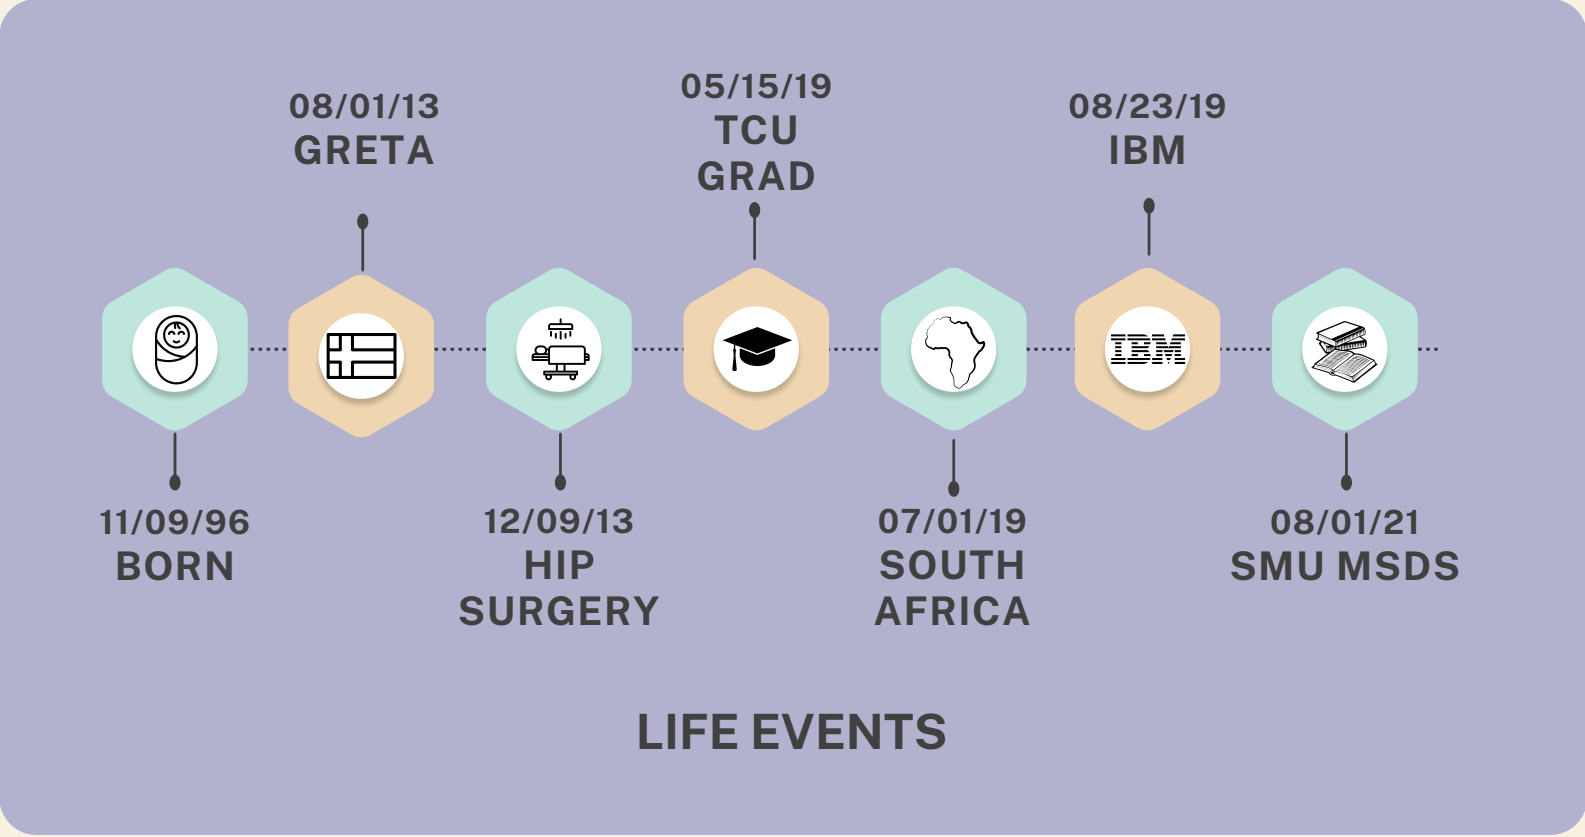 08/01/13
GRETA
05/15/19
TCU
GRAD
08/23/19
IBM
IBM
11/09/96
BORN
12/09/13
HIP
SURGERY
07/01/19
SOUTH
AFRICA
08/01/21
SMU MSDS
LIFE EVENTS